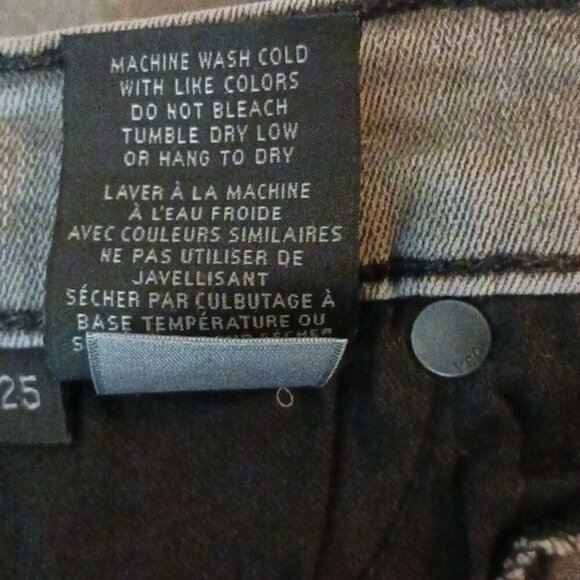 MACHINE WASH COLD
WITH LIKE COLORS
DO NOT BLEACH
TUMBLE DRY LOW
OR HANG TO DRY
LAVER À LA MACHINE
À L'EAU FROIDE
AVEC COULEURS SIMILAIRES
NE PAS UTILISER DE
JAVELLISANT
SÉCHER PAR CULBUTAGE À
BASE TEMPÉRATURE OU
SÉCHER
25